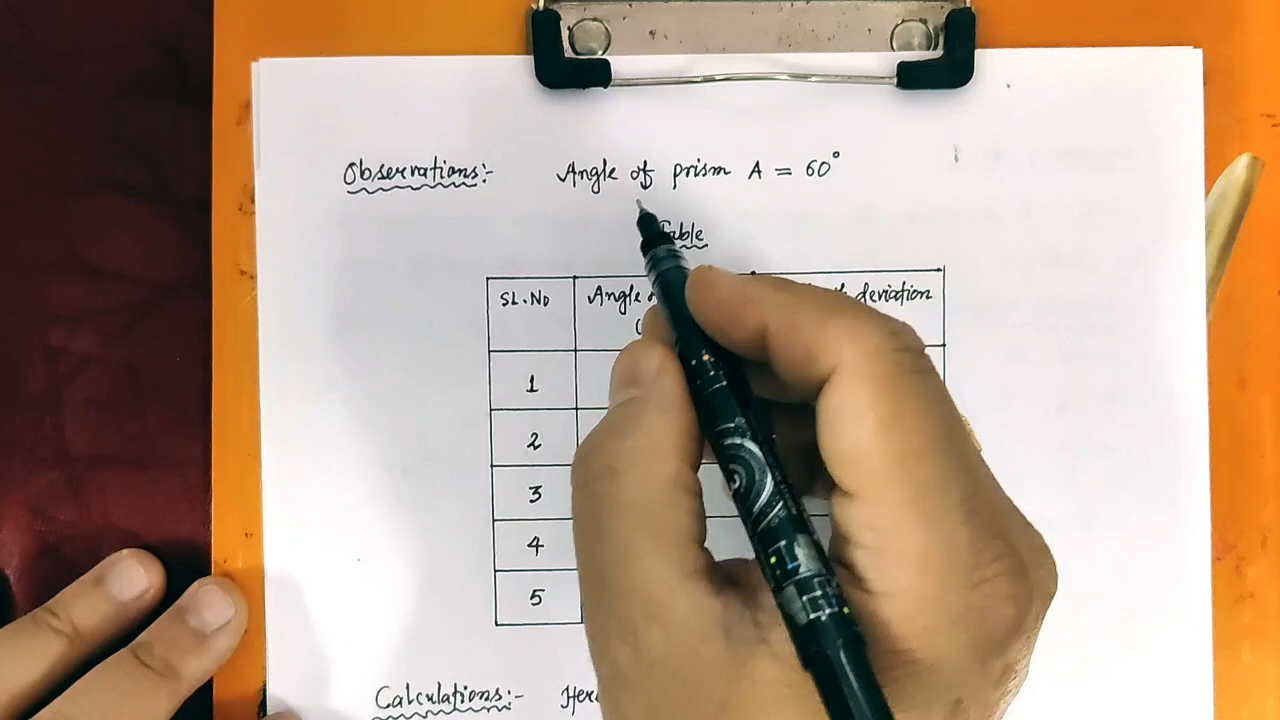 Observations:- Angle of prism A = 60°
Table
SL.No Angle deviation
1
2
3
4
5
Calculations:-